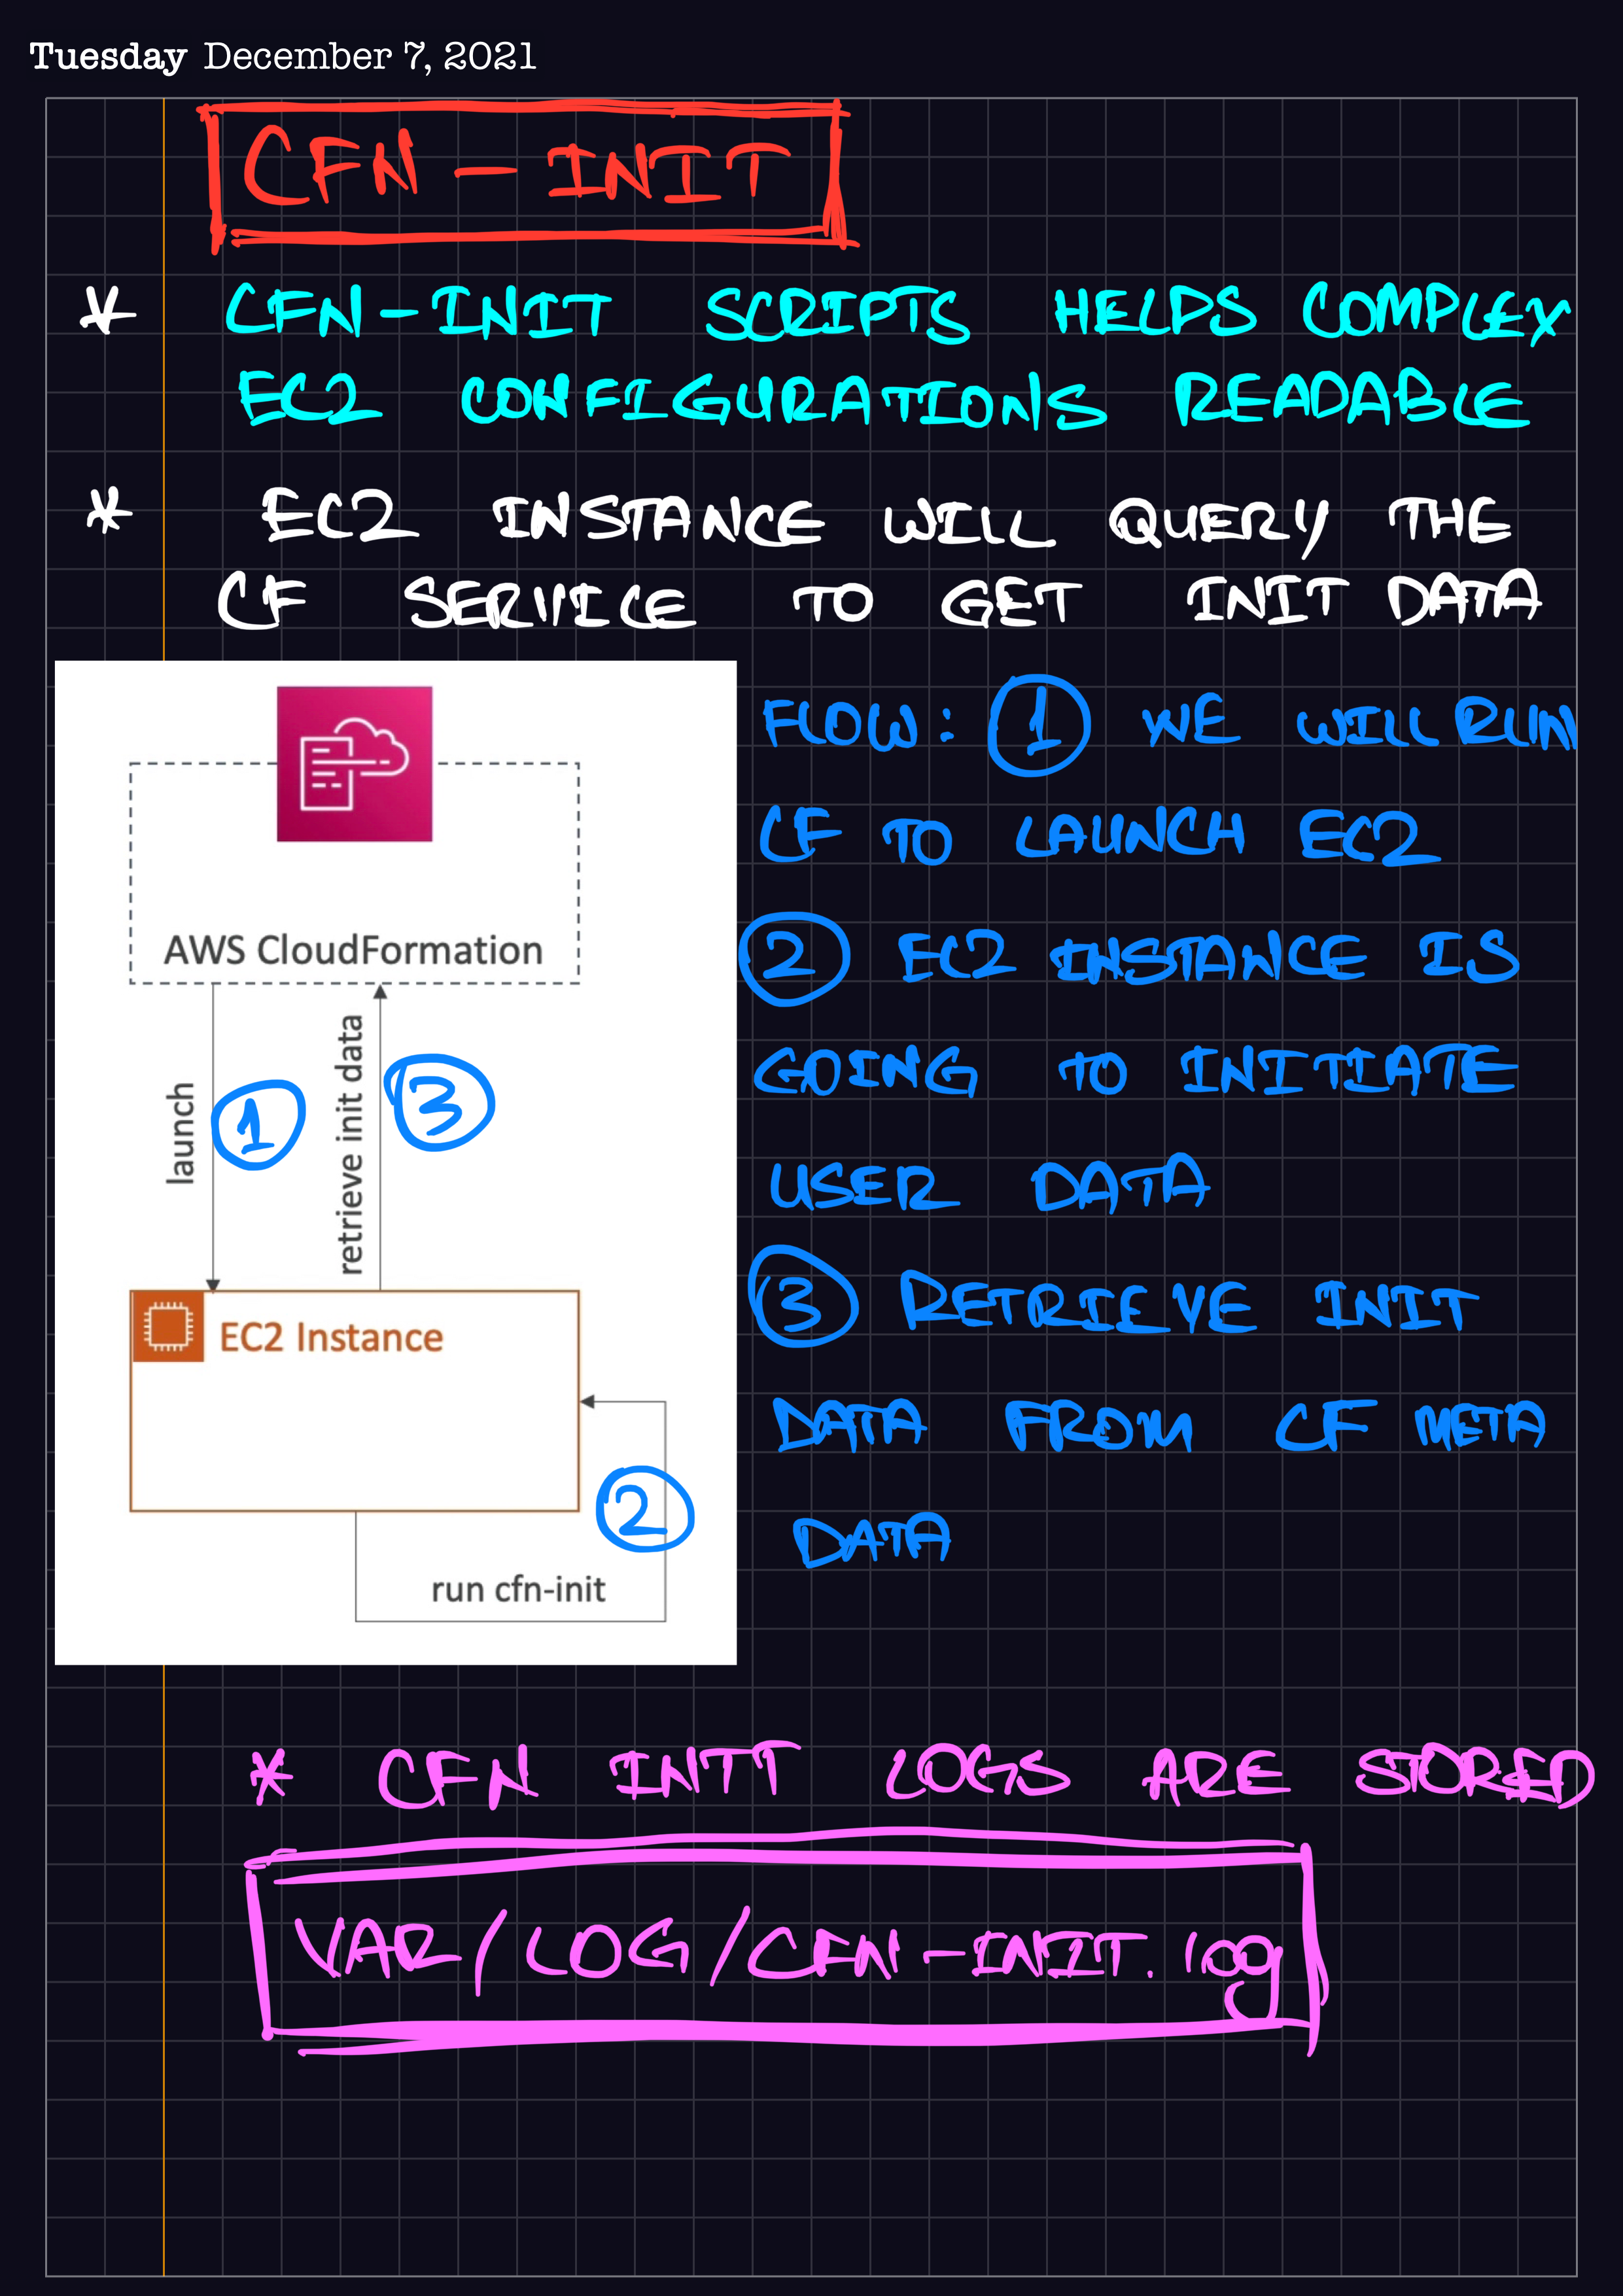 Tuesday December 7, 2021
CFN-INIT
* CFN-INIT SCRIPTS HELPS COMPLEX
EC2 CONFIGURATIONS READABLE
* EC2 INSTANCE WILL QUERY THE
CF SERVICE TO GET INIT DATA
AWS CloudFormation
launch
1
retrieve init data
3
EC2 Instance
2
run cfn-init
FLOW: 1 WE WILL RUN
CF TO LAUNCH EC2
2 EC2 INSTANCE IS
GOING TO INITIATE
USER DATA
3 RETRIEVE INIT
DATA FROM CF META
DATA
* CFN INIT LOGS ARE STORED
VAR/LOG/CFN-INIT.log